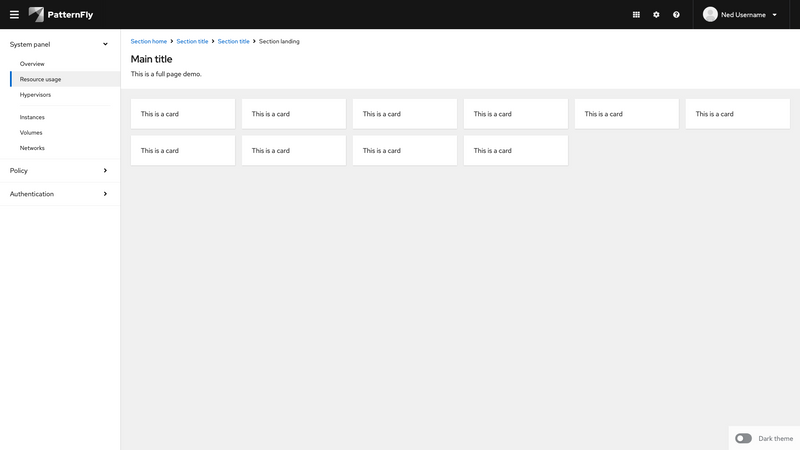 PatternFly
Ned Username
System panel
Overview
Resource usage
Hypervisors
Instances
Volumes
Networks
Policy
Authentication
Section home Section title Section title Section landing
Main title
This is a full page demo.
This is a card This is a card This is a card This is a card This is a card This is a card
This is a card This is a card This is a card This is a card
Dark theme